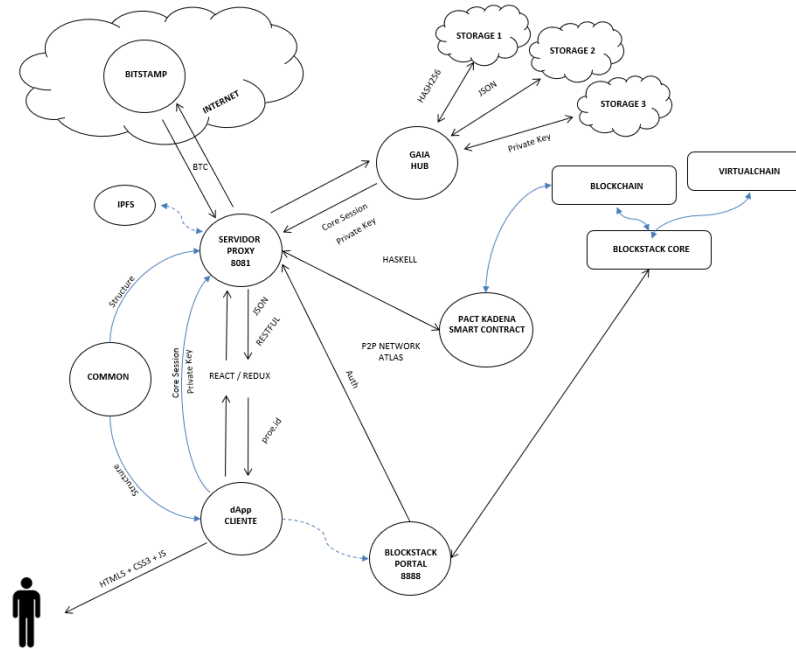 STORAGE 1
STORAGE 2
STORAGE 3
BITSTAMP
INTERNET
HASH256
JSON
Private Key
GAIA
HUB
BTC
IPFS
Core Session
Private Key
BLOCKCHAIN
VIRTUALCHAIN
BLOCKSTACK CORE
SERVIDOR
PROXY
8081
HASKELL
Structure
JSON
RESTFUL
PACT KADENA
SMART CONTRACT
P2P NETWORK
ATLAS
COMMON
Core Session
Private Key
REACT / REDUX
Auth
proe.id
Structure
dApp
CLIENTE
BLOCKSTACK
PORTAL
8888
HTML5 + CSS3 + JS